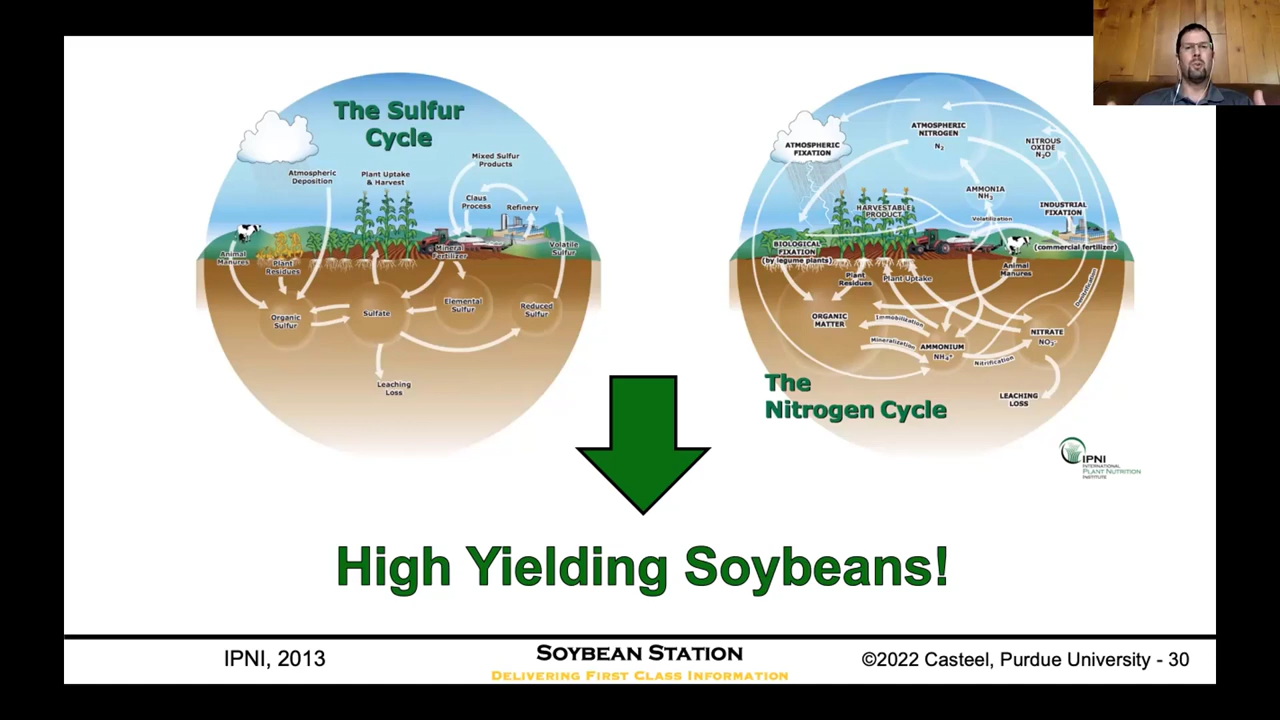 The Sulfur
Cycle
Mixed Sulfur
Products
Atmospheric
Deposition
Plant Uptake
& Harvest
Claus
Process
Refinery
Animal
Manures
Plant
Residues
Mineral
Fertilizer
Volatile
Sulfur
Organic
Sulfur
Sulfate
Elemental
Sulfur
Reduced
Sulfur
Leaching
Loss
ATMOSPHERIC
FIXATION
ATMOSPHERIC
NITROGEN
N₂
NITROUS
OXIDE
N₂O
AMMONIA
NH₃
HARVESTABLE
PRODUCT
Volatilization
INDUSTRIAL
FIXATION
(commercial fertilizer)
BIOLOGICAL
FIXATION
(by legume plants)
Plant
Residues
Plant Uptake
Animal
Manures
Denitrification
ORGANIC
MATTER
Immobilization
Mineralization
AMMONIUM
NH₄⁺
Nitrification
NITRATE
NO₃⁻
LEACHING
LOSS
The
Nitrogen Cycle
IPNI
INTERNATIONAL
PLANT NUTRITION
INSTITUTE
High Yielding Soybeans!
IPNI, 2013
SOYBEAN STATION
DELIVERING FIRST CLASS INFORMATION
©2022 Casteel, Purdue University - 30